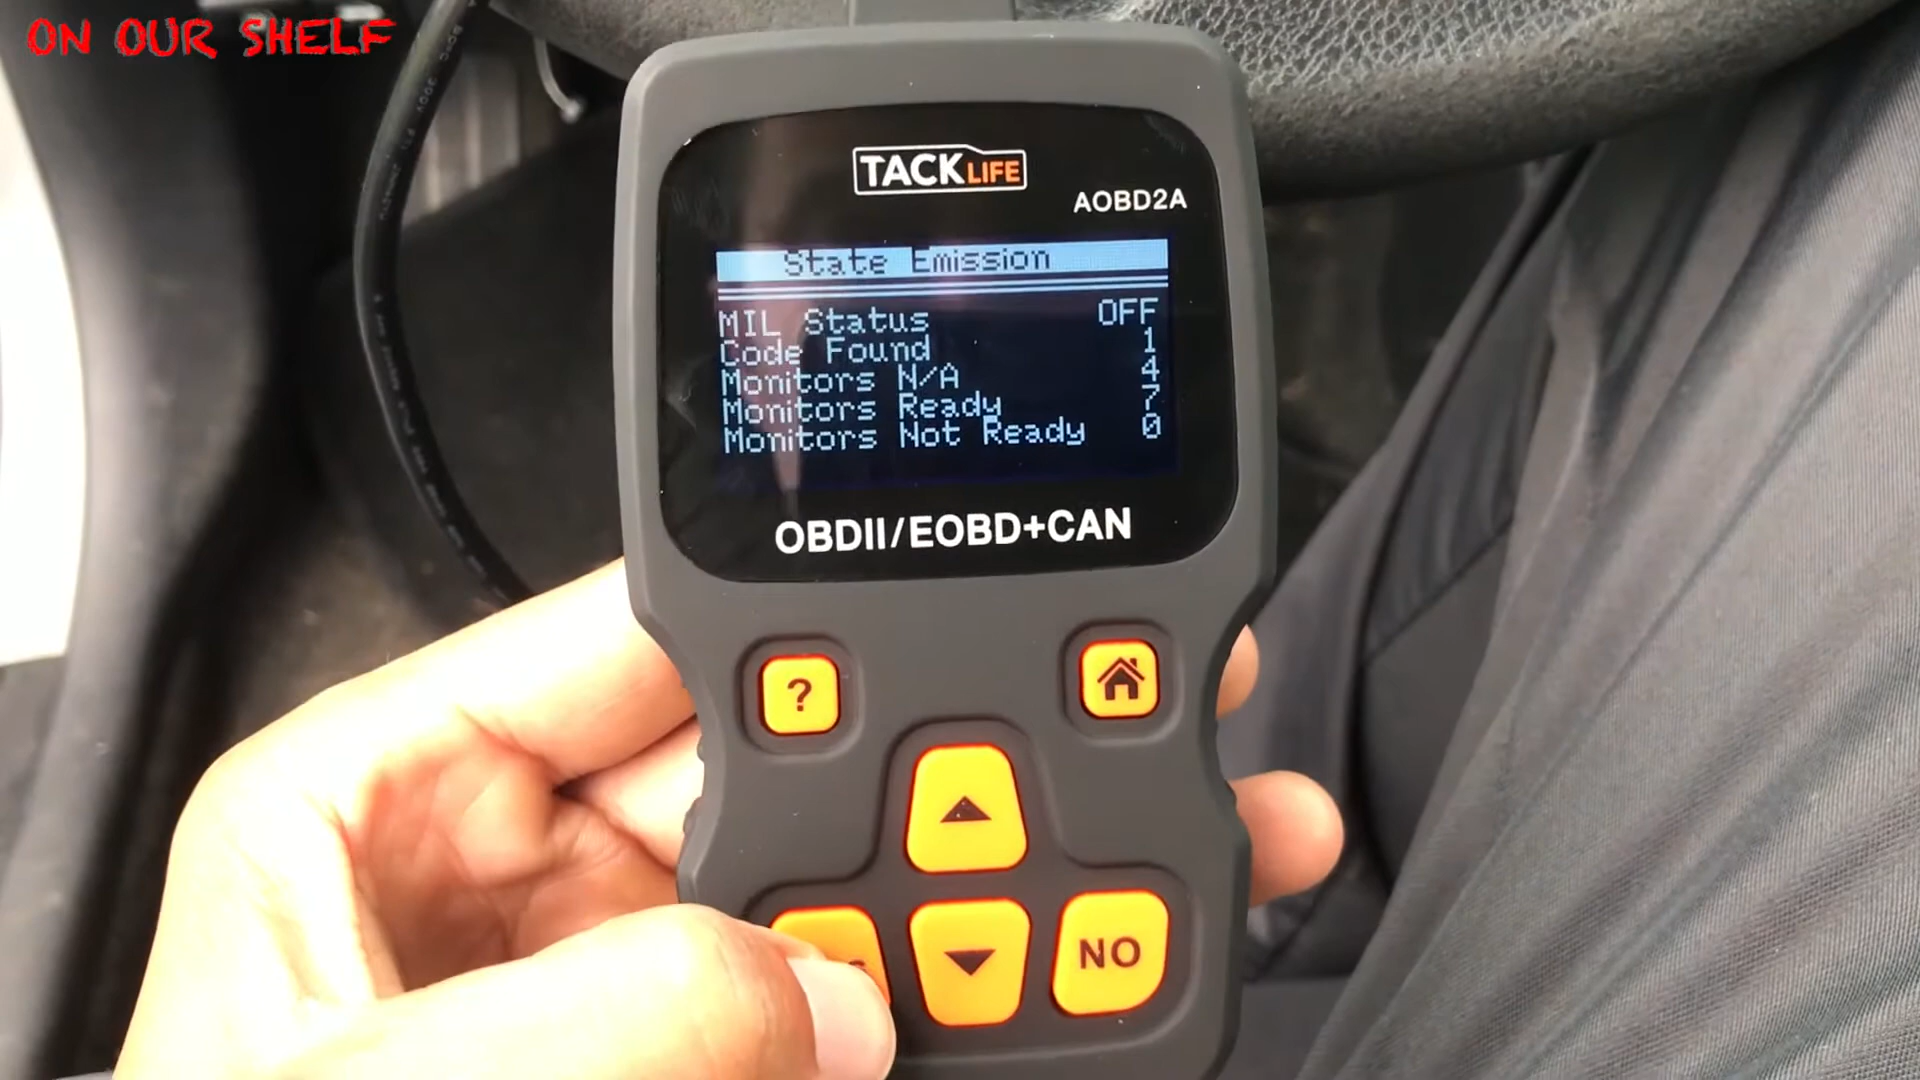 ON OUR SHELF
TACKLIFE
AOBD2A
State Emission
MIL Status OFF
Code Found 1
Monitors N/A 4
Monitors Ready 7
Monitors Not Ready 0
OBDII/EOBD+CAN
?
NO